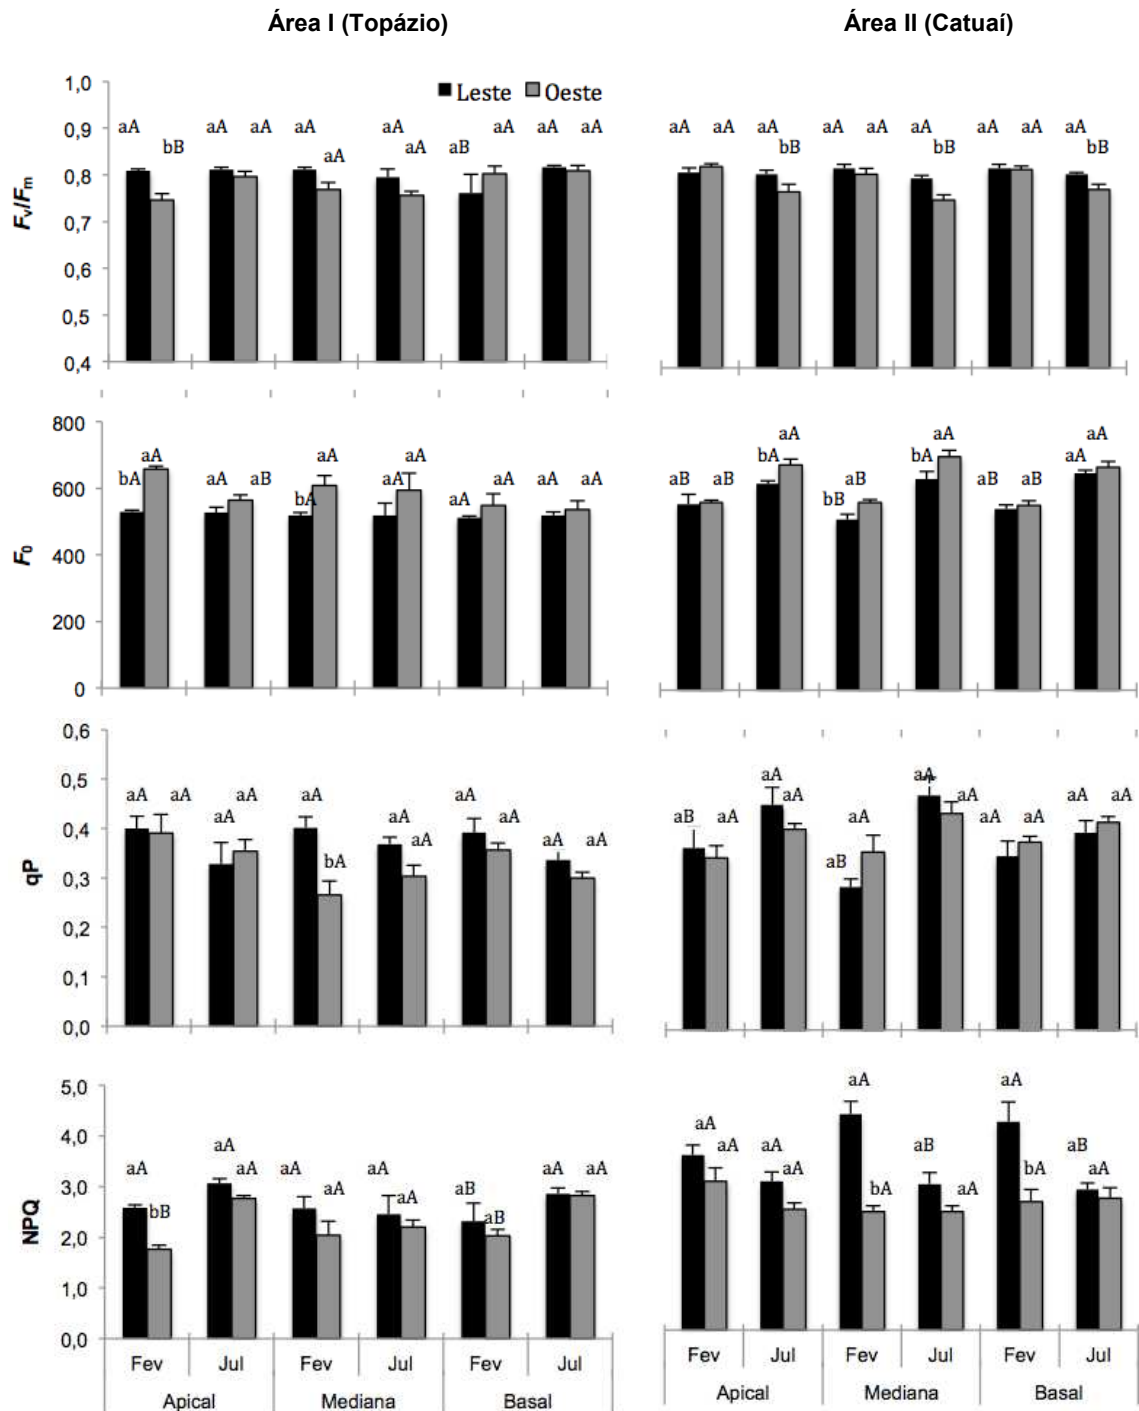 Área I (Topázio) Área II (Catuaí)
Leste Oeste
Fv/Fm
1,0
0,9
0,8
0,7
0,6
0,5
0,4
aA bB aA aA aA aA aA aA aB aA aA aA
aA aA aA bB aA aA aA bB aA aA aA bB
F0
800
600
400
200
0
bA aA aA aB bA aA aA aA aA aA aA aA
aB aB bA aA bB aB bA aA aB aB aA aA
qP
0,6
0,5
0,4
0,3
0,2
0,1
0,0
aA aA aA aA aA bA aA aA aA aA aA aA
aB aA aA aA aB aA aA aA aA aA aA aA
NPQ
5,0
4,0
3,0
2,0
1,0
0,0
aA bB aA aA aA aA aA aA aB aB aA aA
aA aA aA aA aA bA aB aA aA bA aB aA
Fev Jul Fev Jul Fev Jul
Apical Mediana Basal
Fev Jul Fev Jul Fev Jul
Apical Mediana Basal